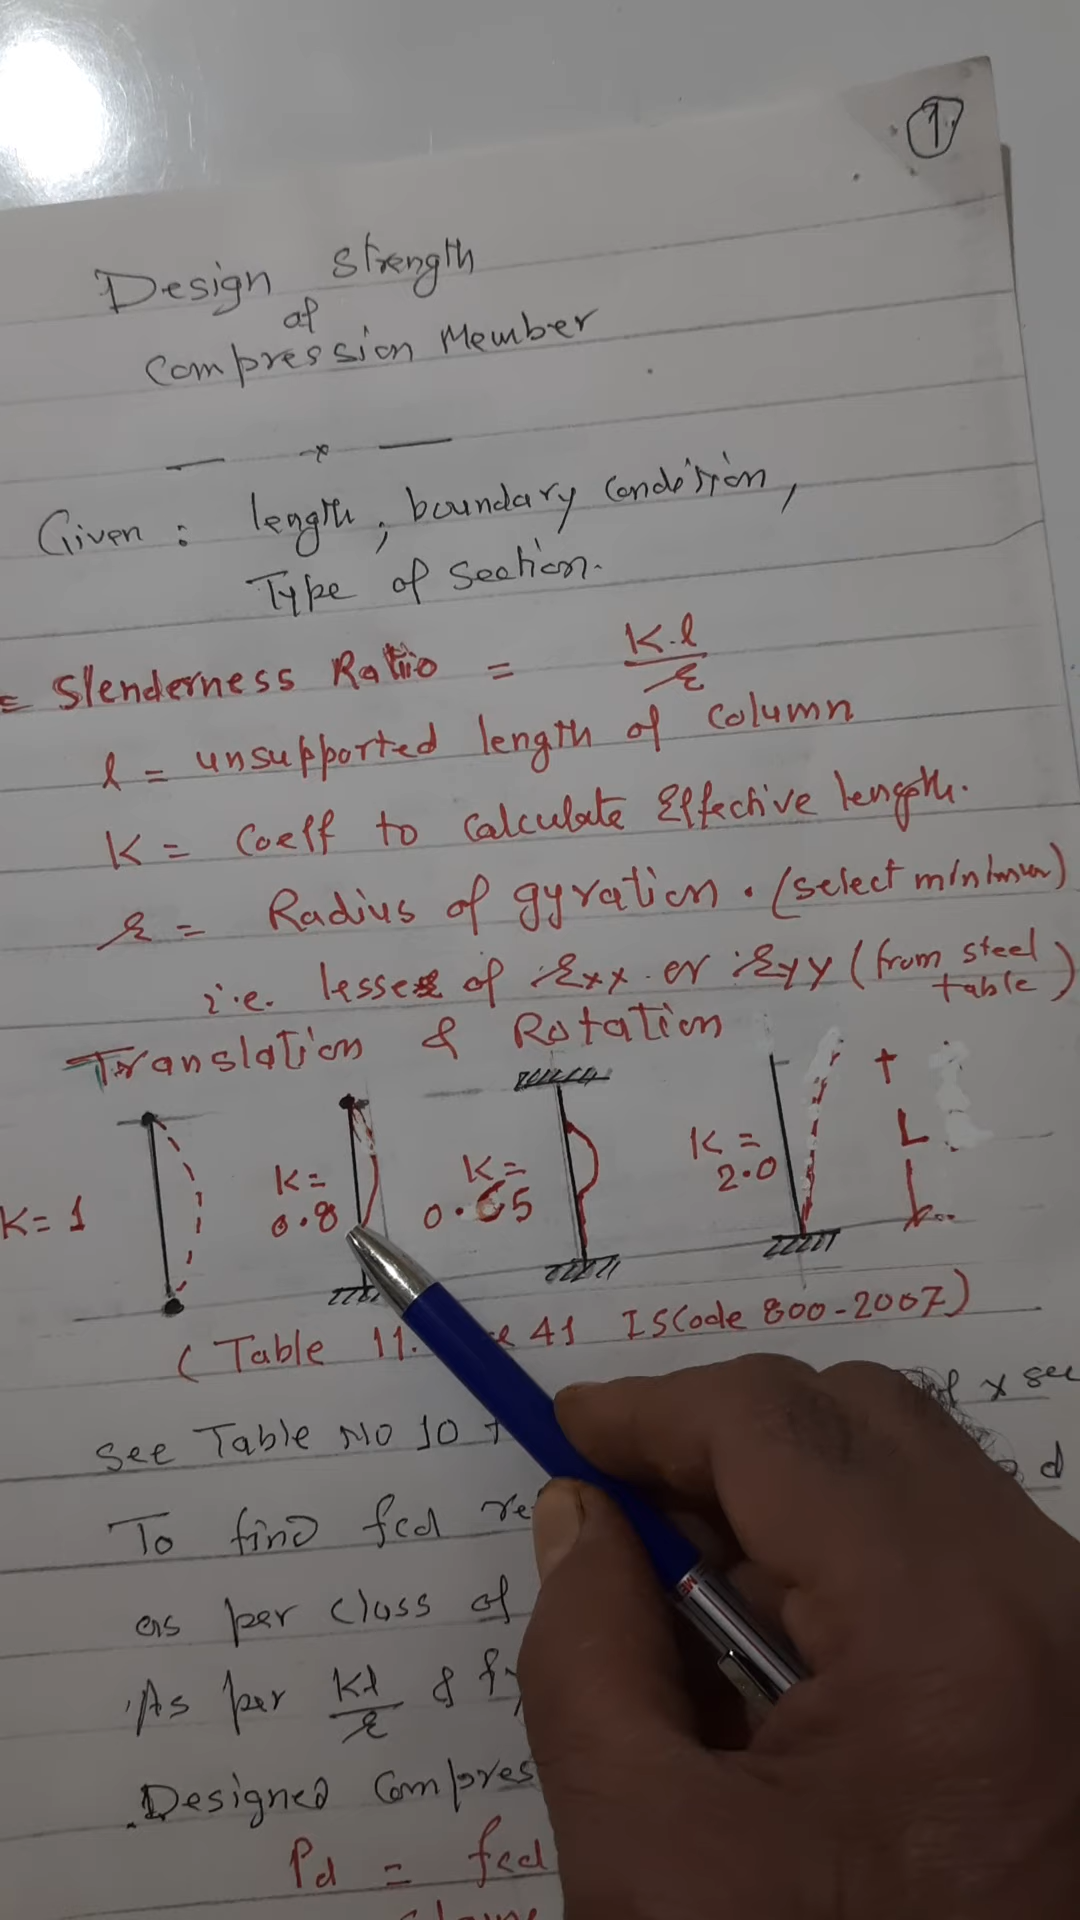 1
Design Strength
of
Compression Member
— x —
Given : length, boundary condition,
Type of section.
= Slenderness Ratio = K.l / r
l = unsupported length of column
K = Coeff to calculate Effective length.
r = Radius of gyration. (select minimum)
i.e. lesser of rxx or ryy (from steel table)
Translation & Rotation
K = 1 K = 0.8 K = 0.65 K = 2.0 + L
(Table 11. 41 IS Code 800-2007)
See Table No 10 of x sec
To find fcd d
as per class of
As per Kl / r & f
Designed Compres
Pd = fcd